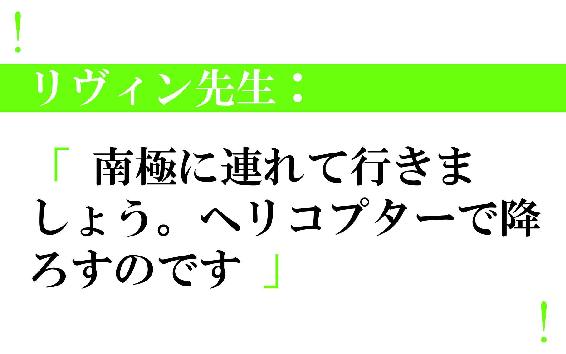 !
リヴィン先生：
「 南極に連れて行きま
しょう。ヘリコプターで降
ろすのです 」
!